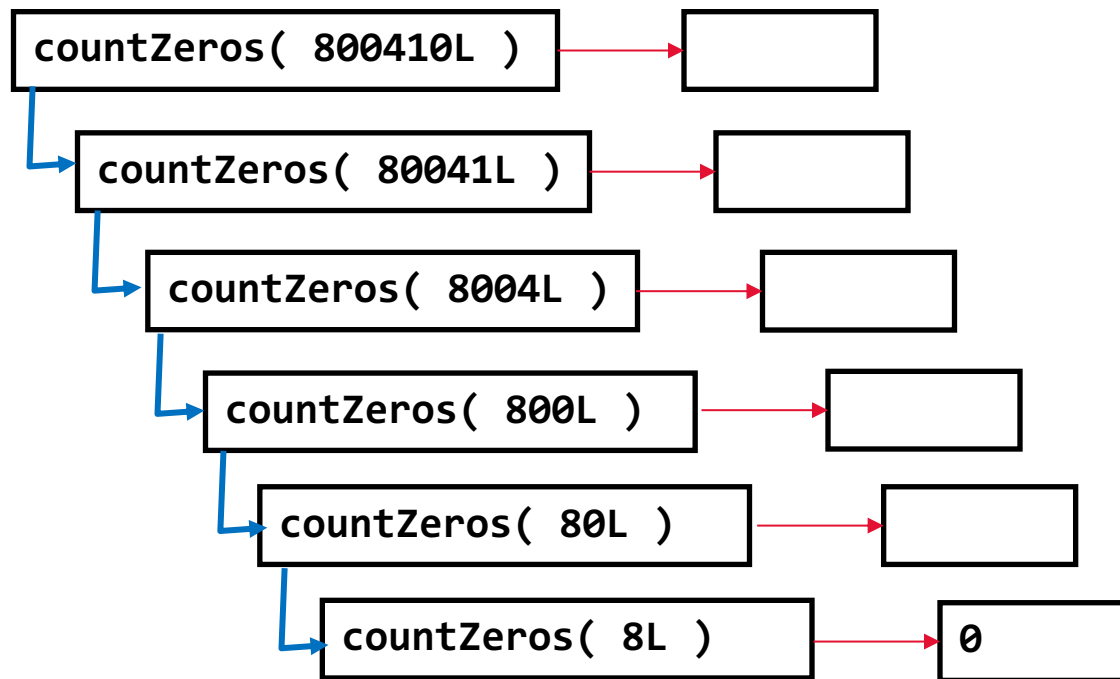 countZeros( 800410L )
countZeros( 80041L )
countZeros( 8004L )
countZeros( 800L )
countZeros( 80L )
countZeros( 8L ) 0